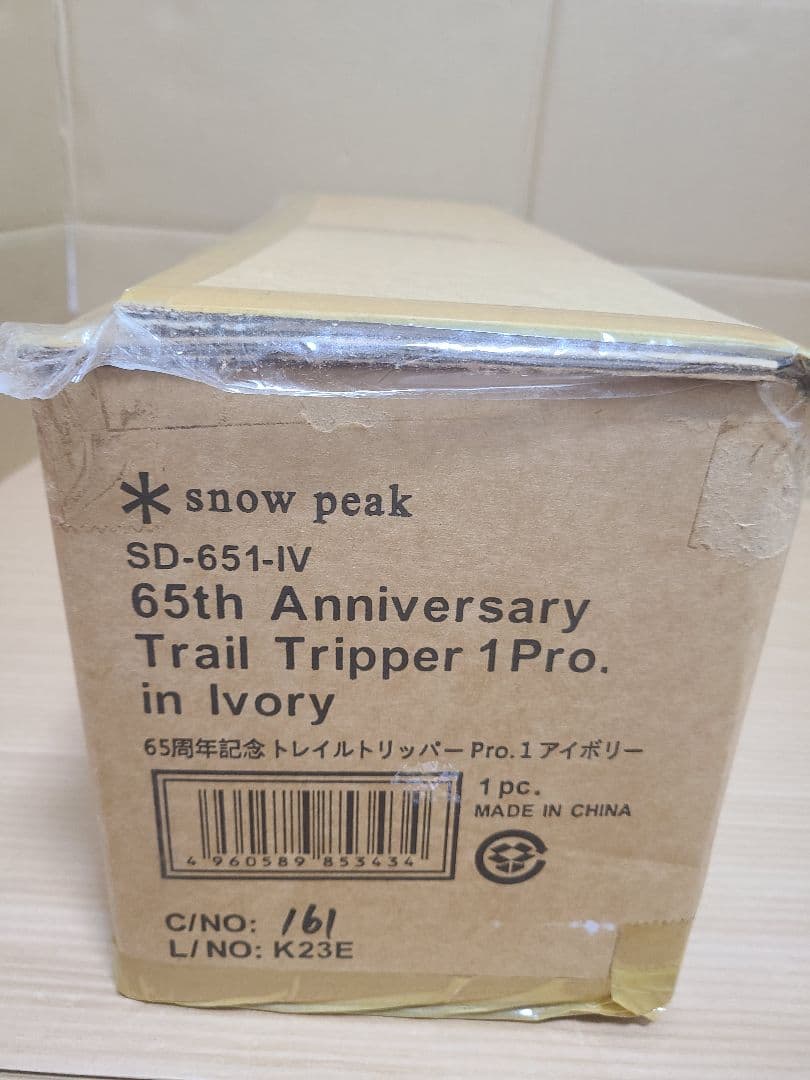 snow peak
SD-651-IV
65th Anniversary
Trail Tripper 1 Pro.
in Ivory
65周年記念トレイルトリッパー Pro.1 アイボリー
1 pc.
MADE IN CHINA
4 960589 853434
C/NO: 161
L/NO: K23E